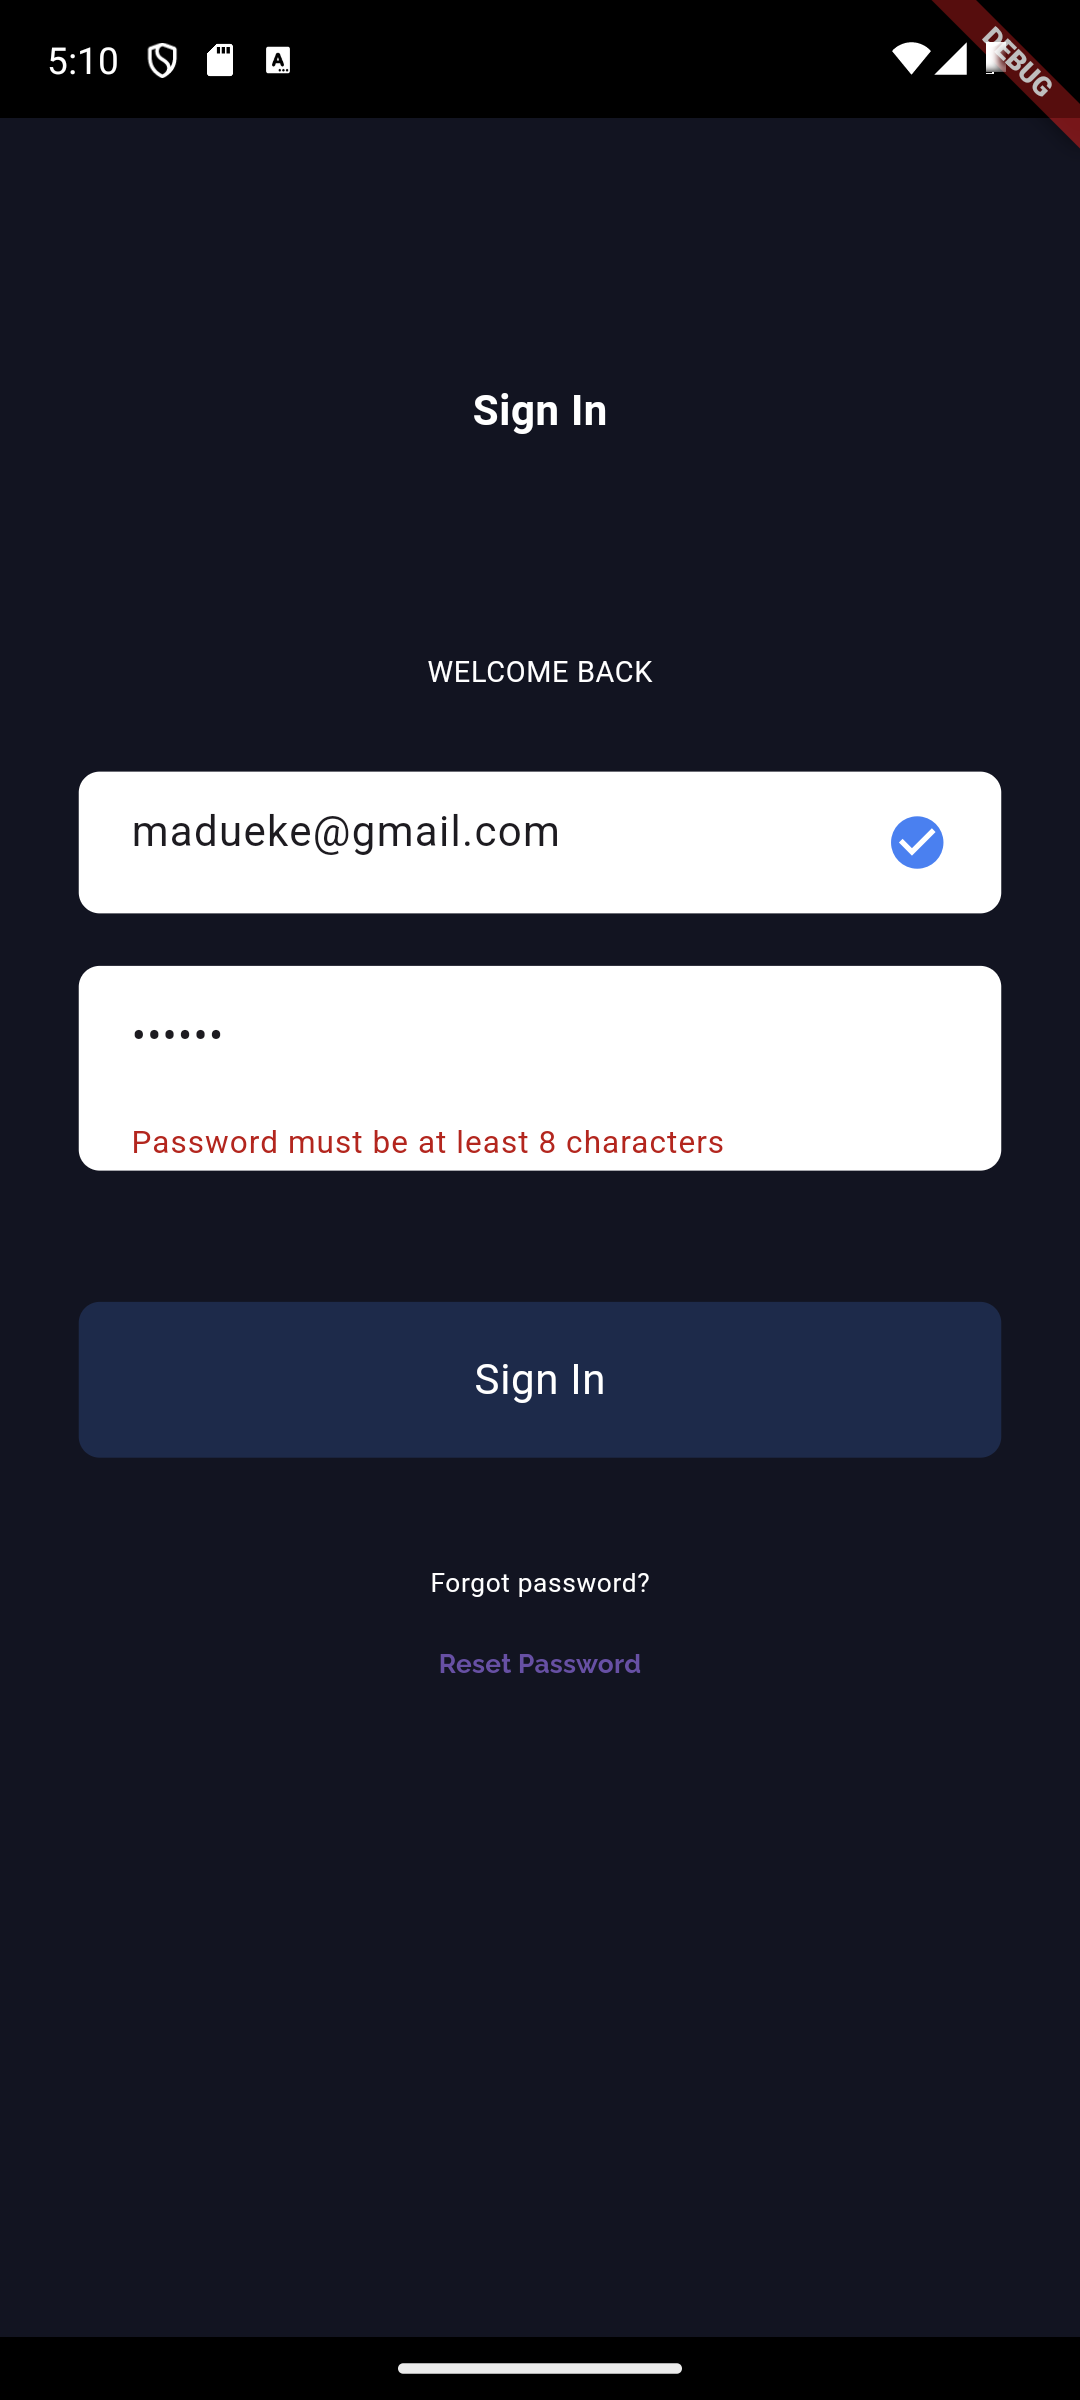 5:10
DEBUG
Sign In
WELCOME BACK
madueke@gmail.com
••••••
Password must be at least 8 characters
Sign In
Forgot password?
Reset Password